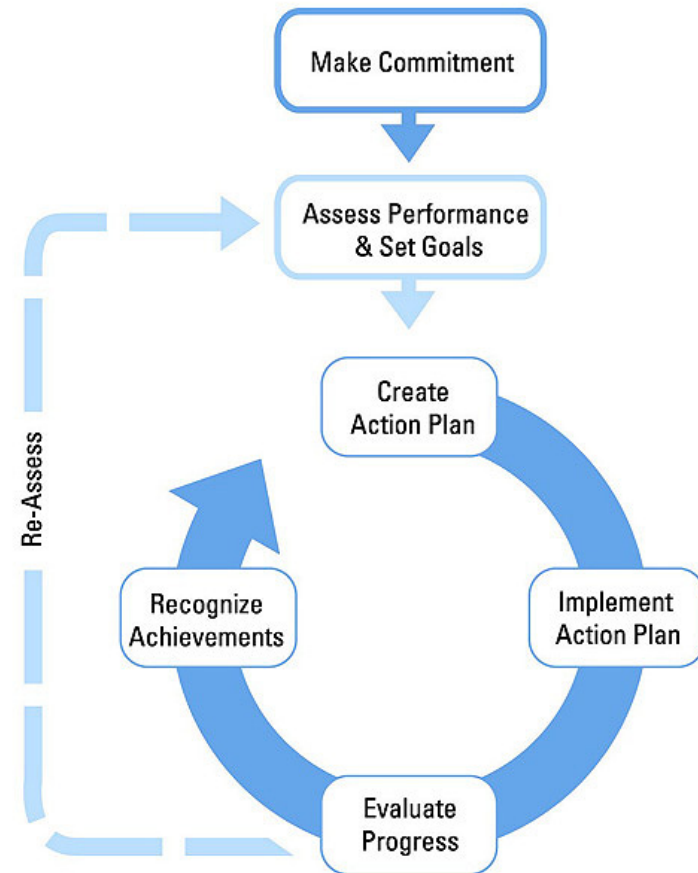 Make Commitment
Assess Performance
& Set Goals
Create
Action Plan
Re-Assess
Recognize
Achievements
Implement
Action Plan
Evaluate
Progress